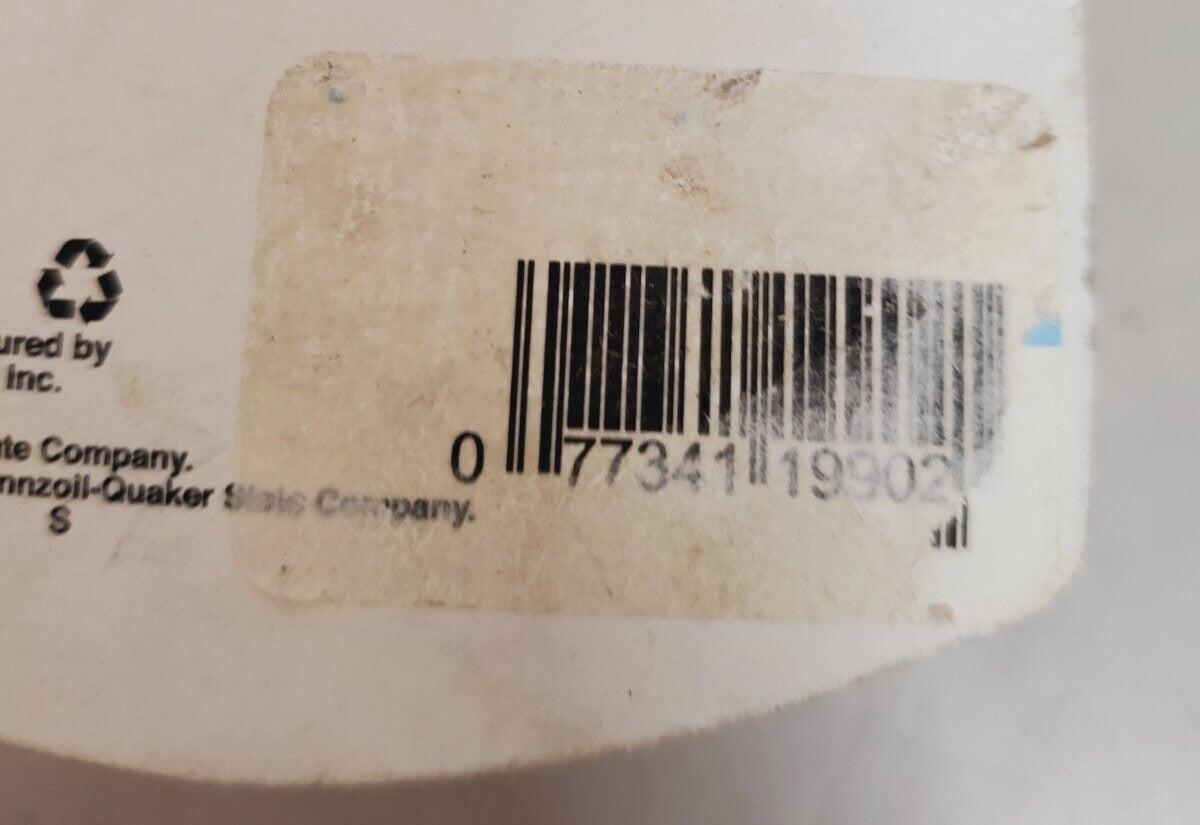 ured by
Inc.
te Company.
nnzoil-Quaker State Company.
S
0 77341 19902